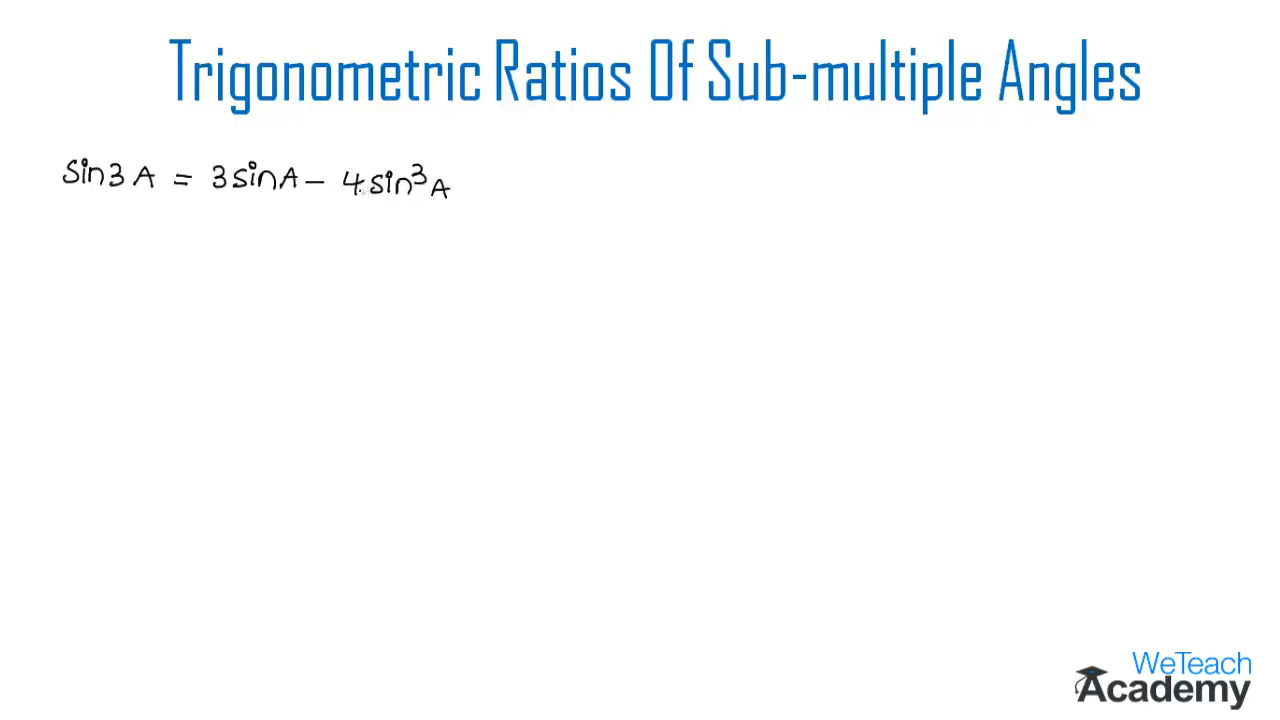 Trigonometric Ratios Of Sub-multiple Angles
sin3A = 3sinA - 4sin³A
WeTeach
Academy